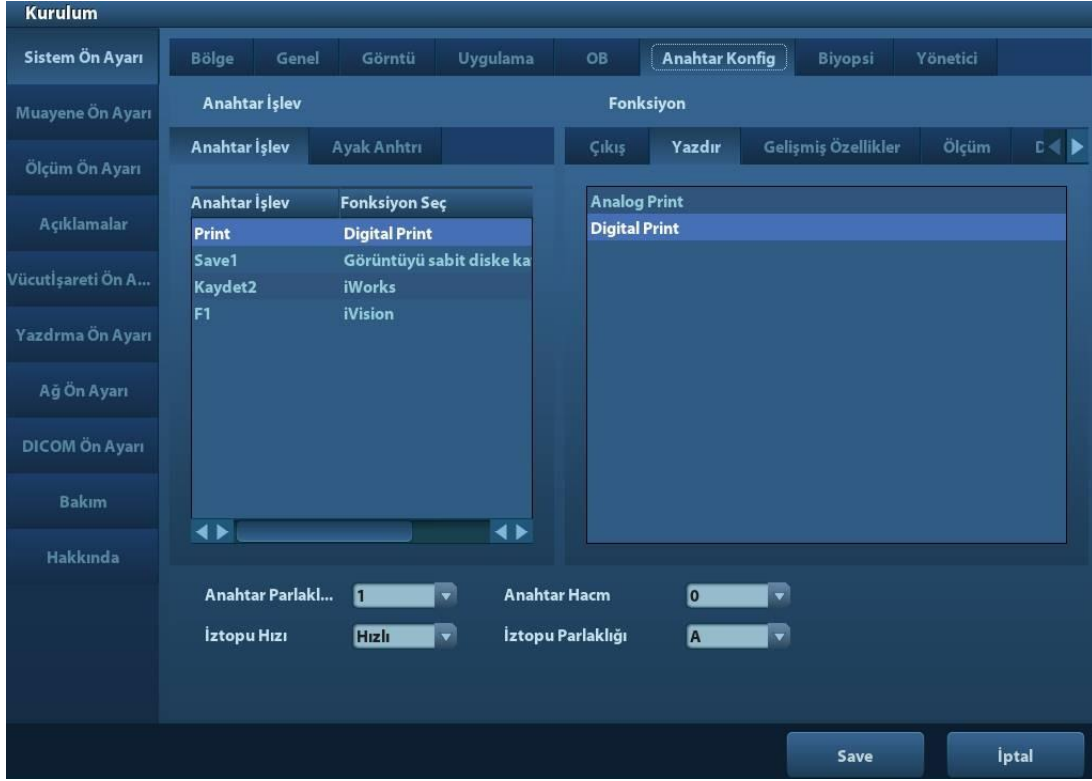 Kurulum
Sistem Ön Ayarı
Muayene Ön Ayarı
Ölçüm Ön Ayarı
Açıklamalar
Vücutİşareti Ön A...
Yazdrma Ön Ayarı
Ağ Ön Ayarı
DICOM Ön Ayarı
Bakım
Hakkında
Bölge Genel Görntü Uygulama OB Anahtar Konfig Biyopsi Yönetici
Anahtar İşlev
Anahtar İşlev Ayak Anhtrı
Anahtar İşlev Fonksiyon Seç
Print Digital Print
Save1 Görüntüyü sabit diske ka
Kaydet2 iWorks
F1 iVision
Fonksiyon
Çıkış Yazdır Gelişmiş Özellikler Ölçüm
Analog Print
Digital Print
Anahtar Parlakl... 1 Anahtar Hacm 0
İztopu Hızı Hızlı İztopu Parlaklığı A
Save İptal